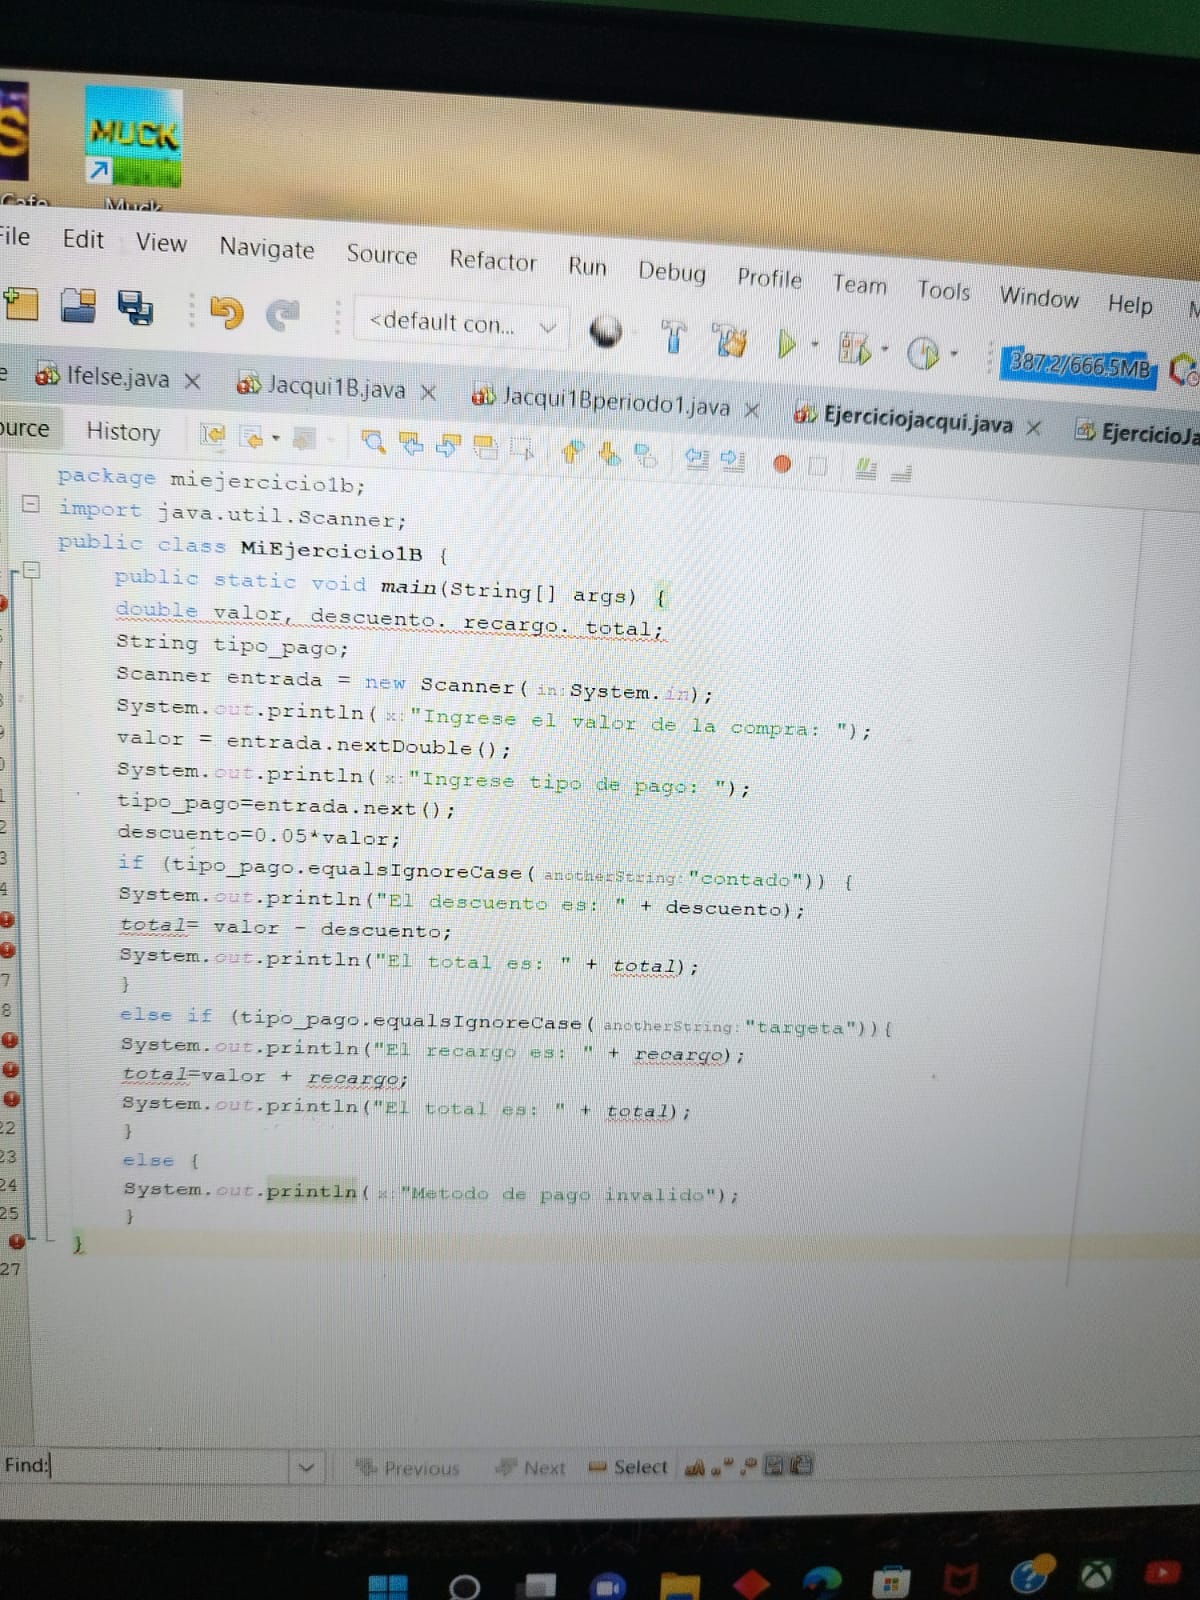 S
MUCK
Cafe
Muck
File Edit View Navigate Source Refactor Run Debug Profile Team Tools Window Help
<default con... 387.2/666.5MB
Ifelse.java Jacqui1B.java Jacqui1Bperiodo1.java Ejerciciojacqui.java EjercicioJa
ource History
package miejercicio1b;
import java.util.Scanner;
public class MiEjercicio1B {
public static void main(String[] args) {
double valor, descuento. recargo. total;
String tipo_pago;
Scanner entrada = new Scanner( in: System.in);
System.out.println( x: "Ingrese el valor de la compra: ");
valor = entrada.nextDouble();
System.out.println( x: "Ingrese tipo de pago: ");
tipo_pago=entrada.next();
descuento=0.05*valor;
if (tipo_pago.equalsIgnoreCase( anotherString: "contado")) {
System.out.println("El descuento es: " + descuento);
total= valor - descuento;
System.out.println("El total es: " + total);
7 }
8 else if (tipo_pago.equalsIgnoreCase( anotherString: "targeta")){
System.out.println("El recargo es: " + recargo);
total=valor + recargo;
System.out.println("El total es: " + total);
22 }
23 else {
24 System.out.println( x: "Metodo de pago invalido");
25 }
}
27
Find: Previous Next Select